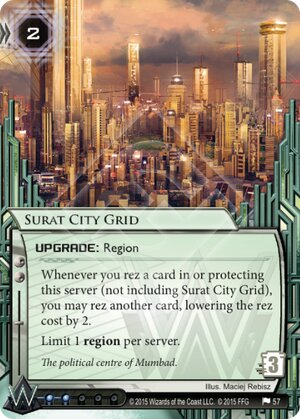 2
SURAT CITY GRID
UPGRADE: Region
Whenever you rez a card in or protecting
this server (not including Surat City Grid),
you may rez another card, lowering the rez
cost by 2.
Limit 1 region per server.
The political centre of Mumbad.
3
Illus. Maciej Rebisz
© 2015 Wizards of the Coast LLC. © 2015 FFG
57